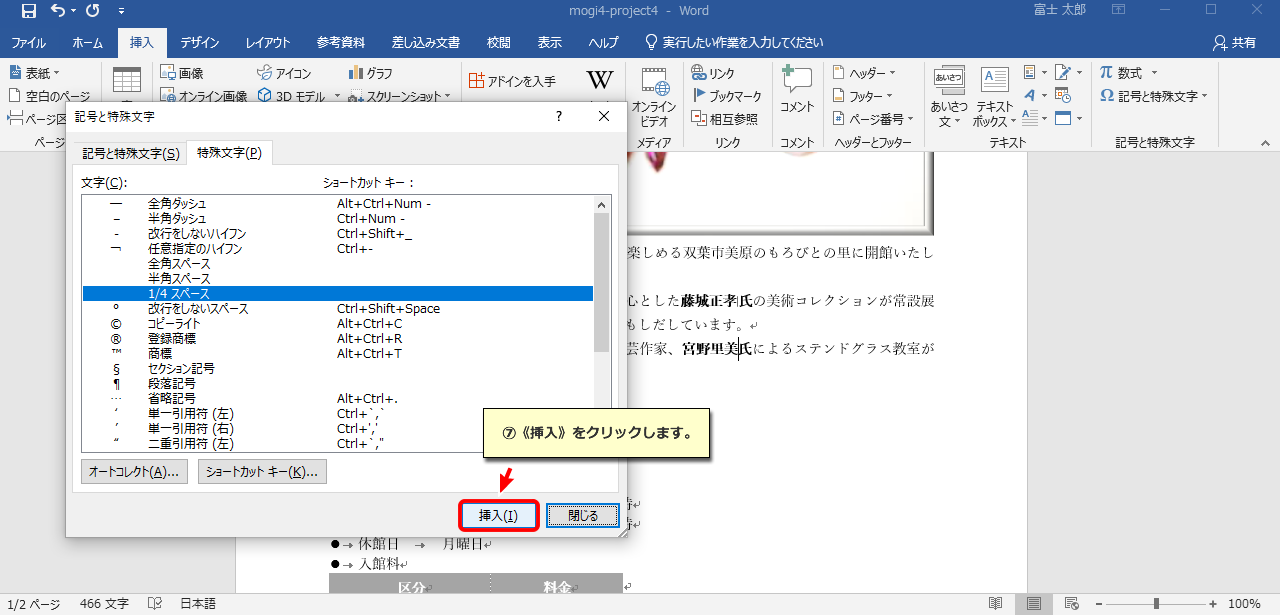 mogi4-project4 - Word
富士 太郎
ファイル ホーム 挿入 デザイン レイアウト 参考資料 差し込み文書 校閲 表示 ヘルプ 実行したい作業を入力してください 共有
表紙 画像 アイコン グラフ アドインを入手 W オンライン ビデオ リンク コメント ヘッダー あいさつ文 テキスト ボックス 数式
空白のページ オンライン画像 3D モデル スクリーンショット ブックマーク フッター 記号と特殊文字
相互参照 ページ番号
メディア リンク コメント ヘッダーとフッター テキスト 記号と特殊文字
記号と特殊文字 ?
記号と特殊文字(S) 特殊文字(P)
文字(C): ショートカット キー :
— 全角ダッシュ Alt+Ctrl+Num -
– 半角ダッシュ Ctrl+Num -
- 改行をしないハイフン Ctrl+Shift+_
¬ 任意指定のハイフン Ctrl+-
全角スペース
半角スペース
1/4 スペース
° 改行をしないスペース Ctrl+Shift+Space
© コピーライト Alt+Ctrl+C
® 登録商標 Alt+Ctrl+R
™ 商標 Alt+Ctrl+T
§ セクション記号
¶ 段落記号
… 省略記号 Alt+Ctrl+.
‘ 単一引用符 (左) Ctrl+`,`
’ 単一引用符 (右) Ctrl+','
“ 二重引用符 (左) Ctrl+`,"
オートコレクト(A)... ショートカット キー(K)...
挿入(I) 閉じる
⑦《挿入》をクリックします。
楽しめる双葉市美原のもろびとの里に開館いたし
心とした藤城正孝氏の美術コレクションが常設展
もしだしています。
芸作家、宮野里美氏によるステンドグラス教室が
● → 休館日 → 月曜日
● → 入館料
区分 料金
1/2 ページ 466 文字 日本語 100%